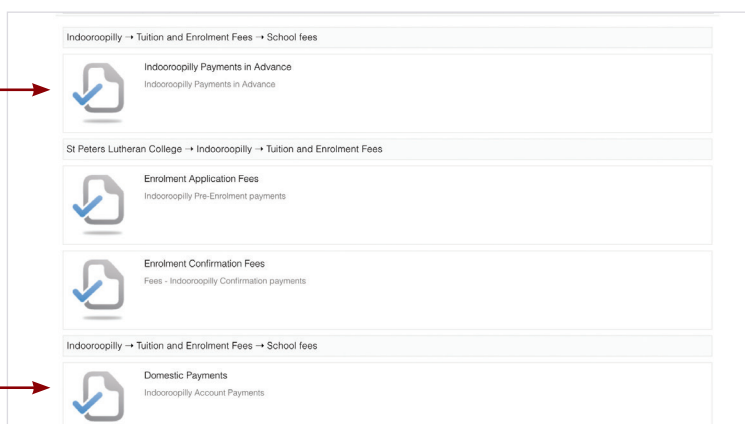 Indooroopilly → Tuition and Enrolment Fees → School fees
Indooroopilly Payments in Advance
Indooroopilly Payments in Advance
St Peters Lutheran College → Indooroopilly → Tuition and Enrolment Fees
Enrolment Application Fees
Indooroopilly Pre-Enrolment payments
Enrolment Confirmation Fees
Fees - Indooroopilly Confirmation payments
Indooroopilly → Tuition and Enrolment Fees → School fees
Domestic Payments
Indooroopilly Account Payments